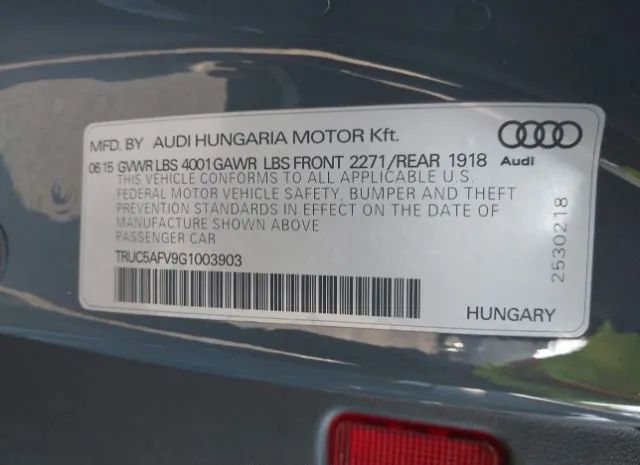 MFD. BY AUDI HUNGARIA MOTOR Kft.
06 15 GVWR LBS 4001 GAWR LBS FRONT 2271/REAR 1918
THIS VEHICLE CONFORMS TO ALL APPLICABLE U.S.
FEDERAL MOTOR VEHICLE SAFETY, BUMPER AND THEFT
PREVENTION STANDARDS IN EFFECT ON THE DATE OF
MANUFACTURE SHOWN ABOVE
PASSENGER CAR
TRUC5AFV9G1003903
Audi
2530218
HUNGARY